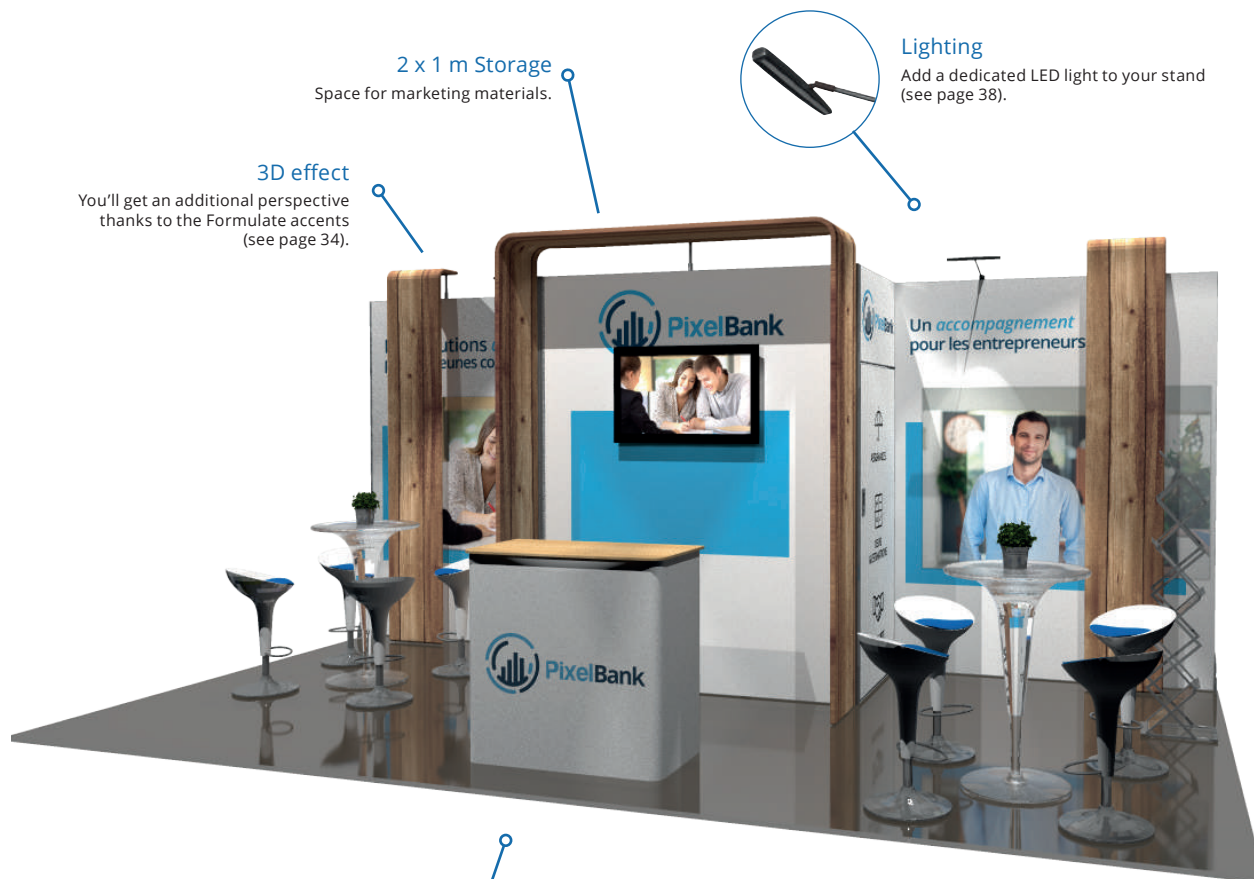 2 x 1 m Storage
Space for marketing materials.
Lighting
Add a dedicated LED light to your stand
(see page 38).
3D effect
You’ll get an additional perspective
thanks to the Formulate accents
(see page 34).
PixelBank
Un accompagnement
pour les entrepreneurs
PixelBank